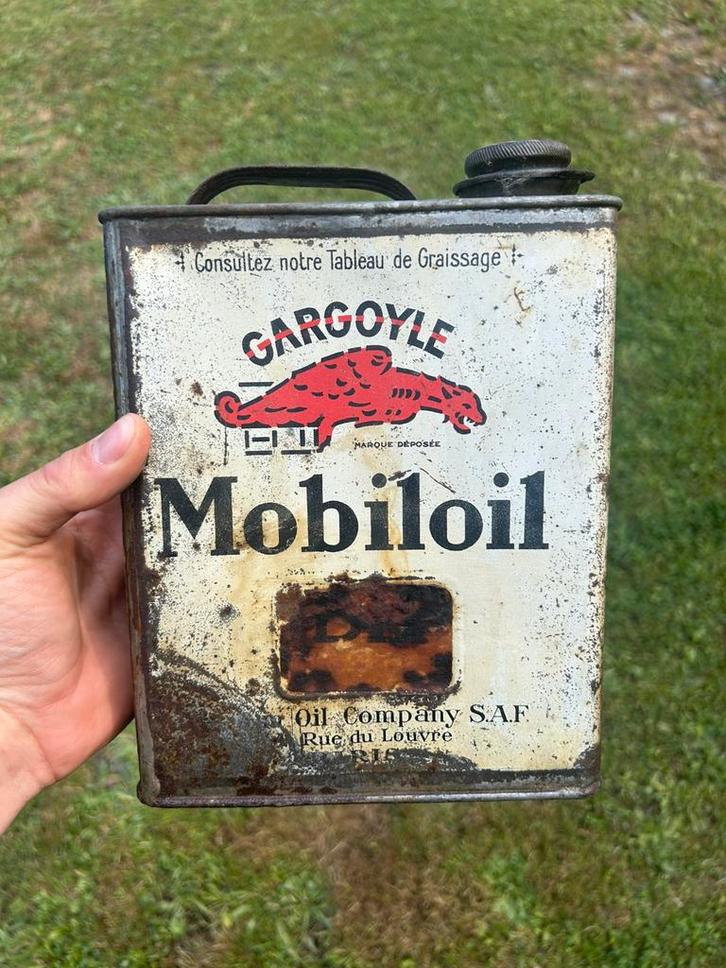 Consultez notre Tableau de Graissage
GARGOYLE
MARQUE DÉPOSÉE
Mobiloil
Oil Company S.A.F
Rue du Louvre